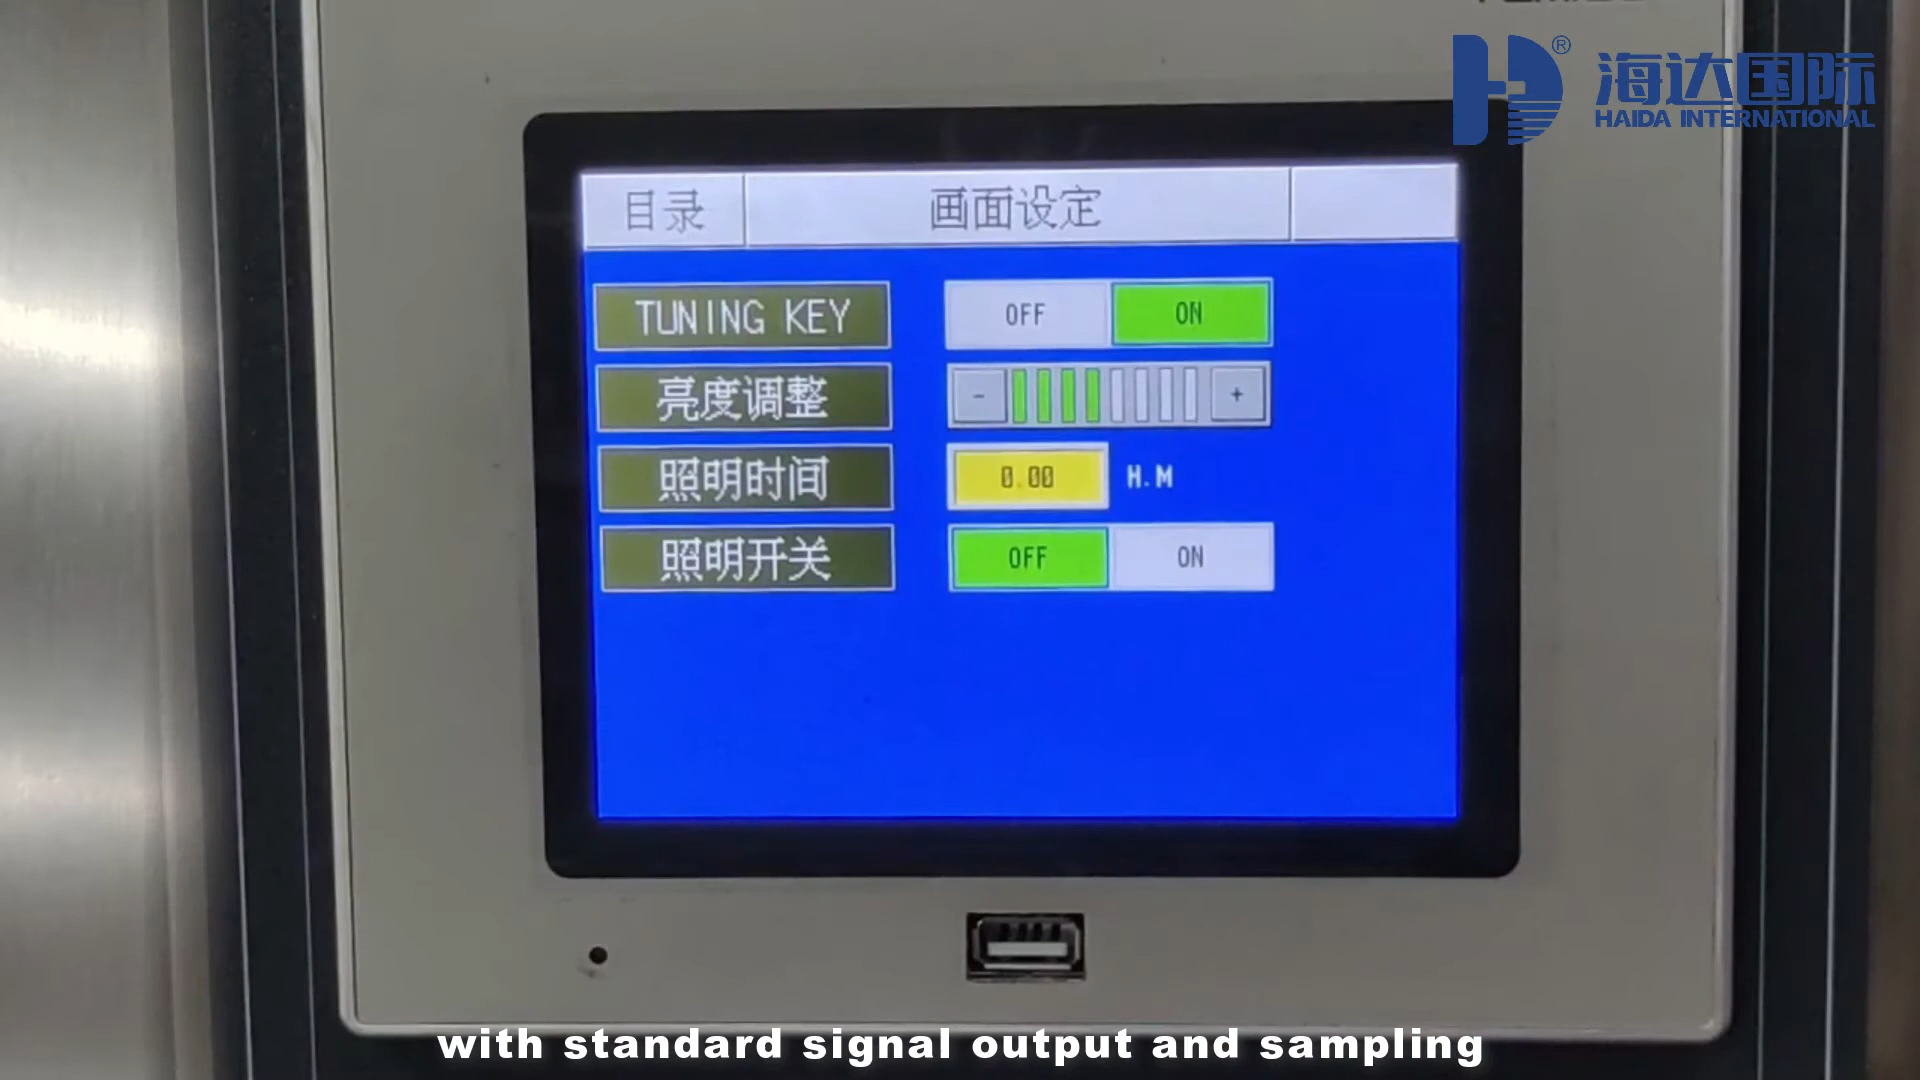 海达国际
HAIDA INTERNATIONAL
目录 画面设定
TUNING KEY OFF ON
亮度调整 - +
照明时间 0.00 H.M
照明开关 OFF ON
with standard signal output and sampling